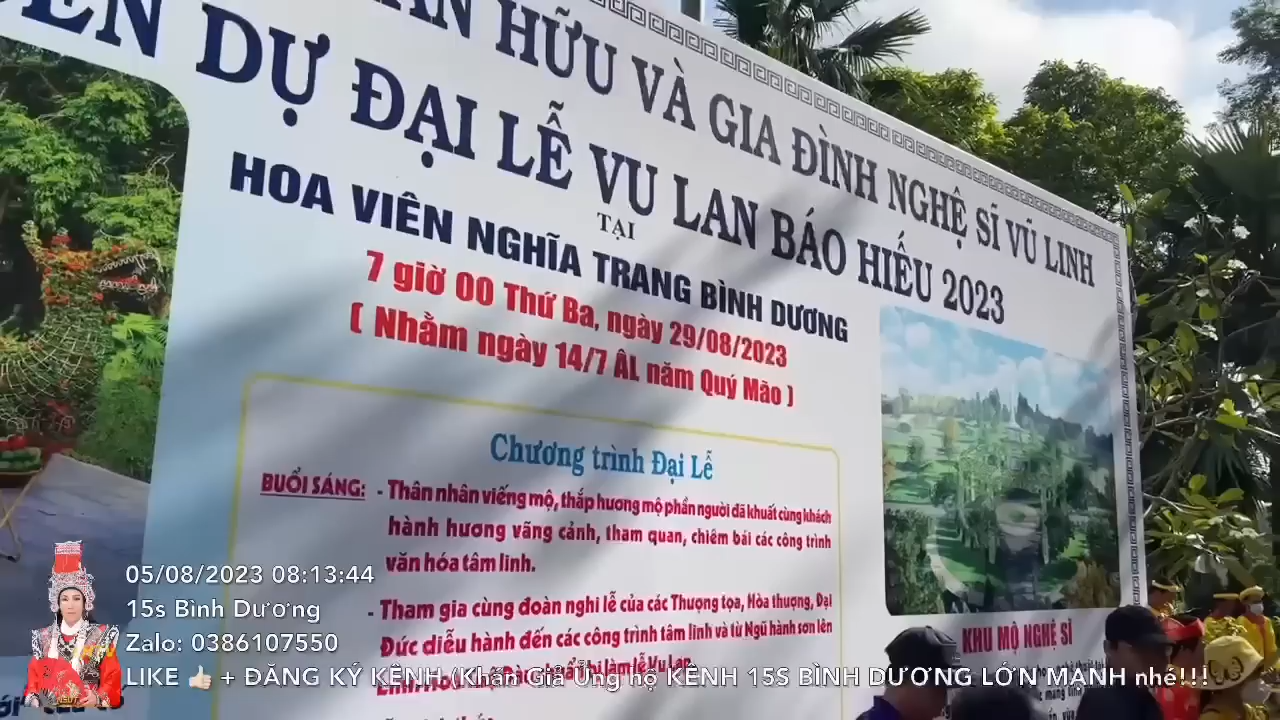 HỮU VÀ GIA ĐÌNH NGHỆ SĨ VŨ LINH
DỰ ĐẠI LỄ VU LAN BÁO HIẾU 2023
TẠI
HOA VIÊN NGHĨA TRANG BÌNH DƯƠNG
7 giờ 00 Thứ Ba, ngày 29/08/2023
( Nhằm ngày 14/7 ÂL năm Quý Mão )
Chương trình Đại Lễ
BUỔI SÁNG: - Thân nhân viếng mộ, thắp hương mộ phần người đã khuất cùng khách
hành hương vãng cảnh, tham quan, chiêm bái các công trình
văn hóa tâm linh.
- Tham gia cùng đoàn nghi lễ của các Thượng tọa, Hòa thượng, Đại
Đức diễu hành đến các công trình tâm linh và từ Ngũ hành sơn lên
làm lễ Vu Lan
KHU MỘ NGHỆ SĨ
05/08/2023 08:13:44
15s Bình Dương
Zalo: 0386107550
LIKE 👍🏻 + ĐĂNG KÝ KÊNH (Khán Giả Ủng hộ KÊNH 15S BÌNH DƯƠNG LỚN MẠNH nhé!!!